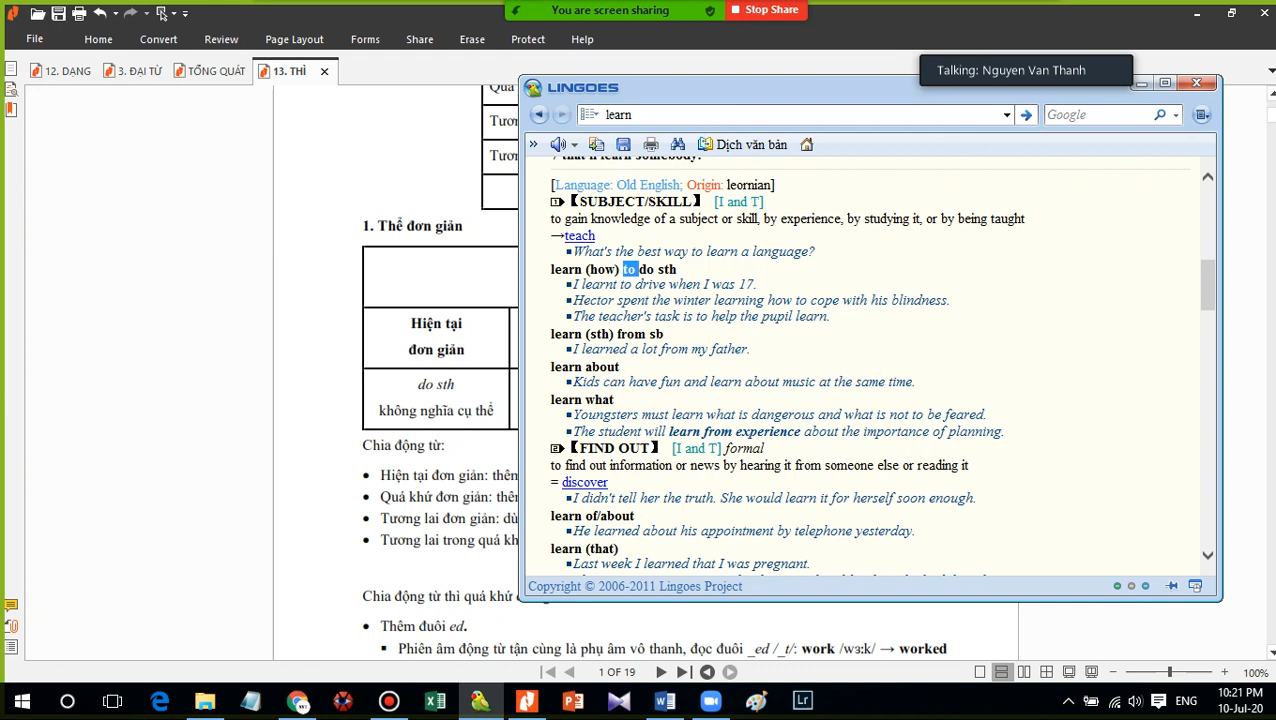 You are screen sharing
Stop Share
File Home Convert Review Page Layout Forms Share Erase Protect Help
12. DẠNG 3. ĐẠI TỪ TỔNG QUÁT 13. THÌ
Talking: Nguyen Van Thanh
LINGOES
learn
Google
Dịch văn bản
Tươ
Tươ
1. Thể đơn giản
Hiện tại
đơn giản
do sth
không nghĩa cụ thể
Chia động từ:
Hiện tại đơn giản: thên
Quá khứ đơn giản: thên
Tương lai đơn giản: dù
Tương lai trong quá kh
Chia động từ thì quá khứ
Thêm đuôi ed.
Phiên âm động từ tận cùng là phụ âm vô thanh, đọc đuôi _ed /_t/: work /wɜ:k/ → worked
[Language: Old English; Origin: leornian]
1 【SUBJECT/SKILL】 [I and T]
to gain knowledge of a subject or skill, by experience, by studying it, or by being taught
→teach
What's the best way to learn a language?
learn (how) to do sth
I learnt to drive when I was 17.
Hector spent the winter learning how to cope with his blindness.
The teacher's task is to help the pupil learn.
learn (sth) from sb
I learned a lot from my father.
learn about
Kids can have fun and learn about music at the same time.
learn what
Youngsters must learn what is dangerous and what is not to be feared.
The student will learn from experience about the importance of planning.
2 【FIND OUT】 [I and T] formal
to find out information or news by hearing it from someone else or reading it
= discover
I didn't tell her the truth. She would learn it for herself soon enough.
learn of/about
He learned about his appointment by telephone yesterday.
learn (that)
Last week I learned that I was pregnant.
Copyright © 2006-2011 Lingoes Project
1 OF 19
100%
Lr
ENG
10:21 PM
10-Jul-20